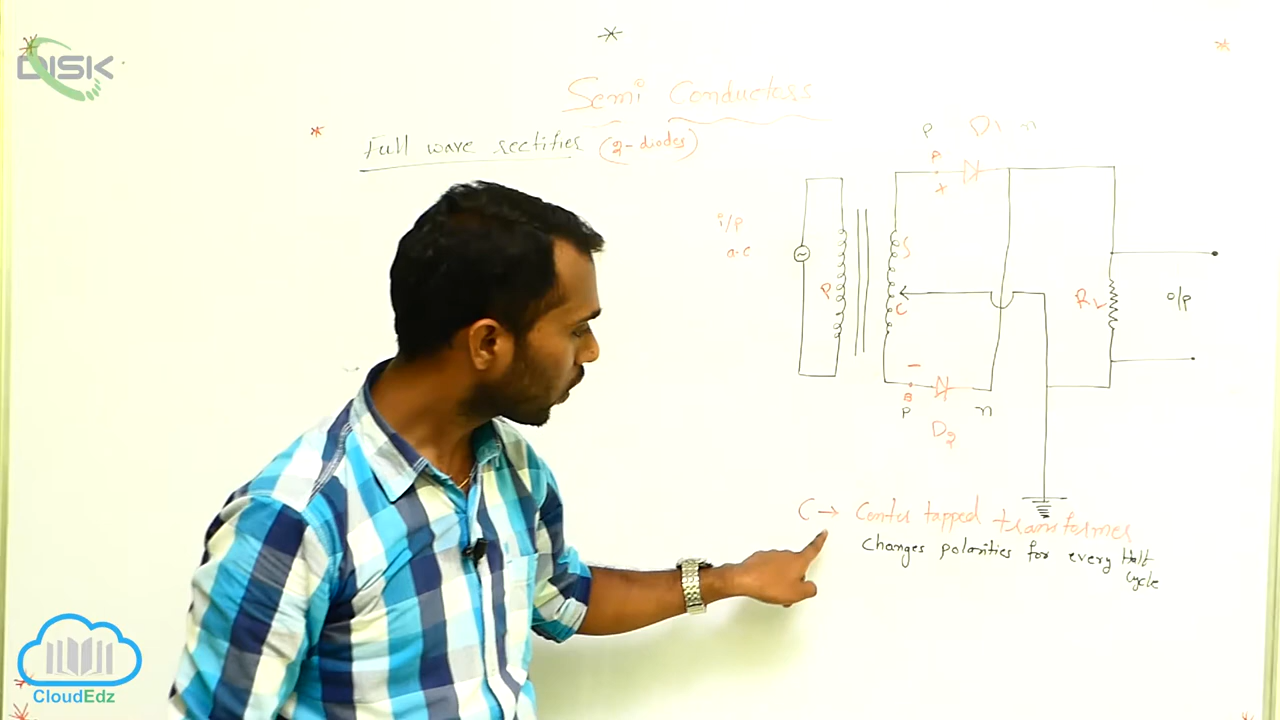 DISK
Semi Conductors
Full wave rectifier (2-diodes)
P D1 n
A
+
i/p
a.c
P
S
C
RL
o/p
-
B
P n
D2
C → Center tapped transformer
Changes polarities for every Half
Cycle
CloudEdz